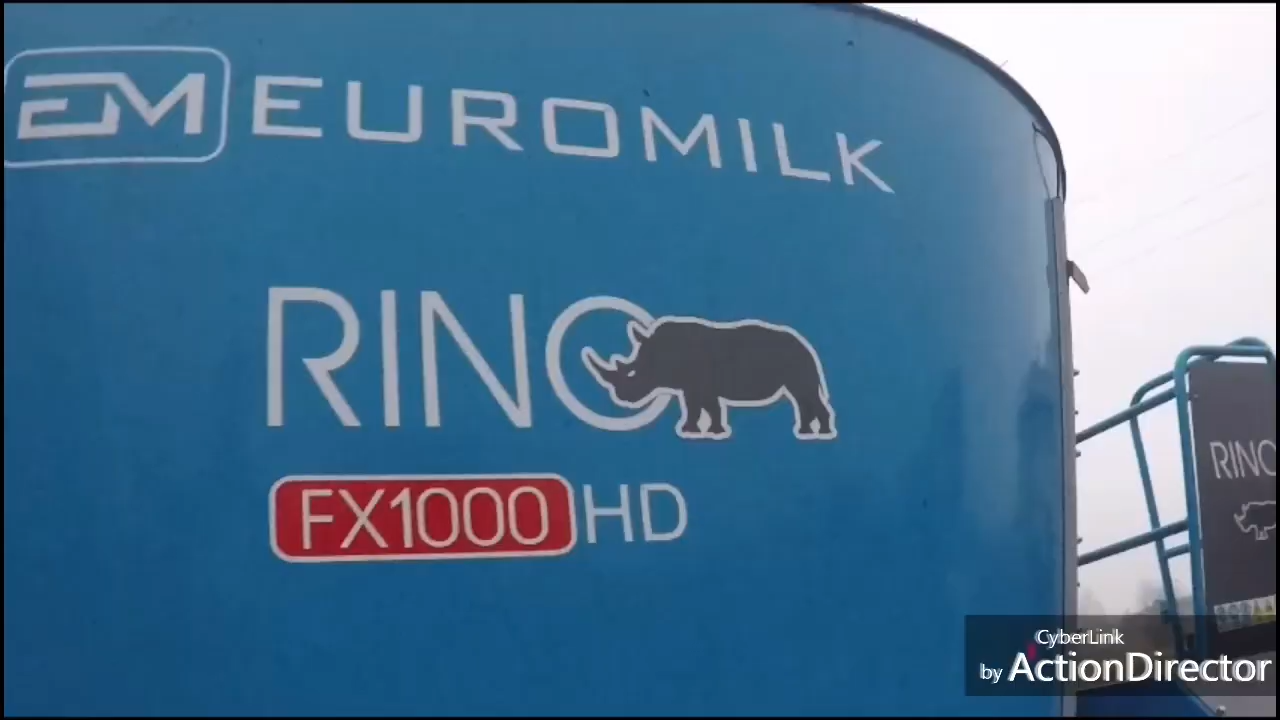 EM EUROMILK
RINO
FX1000 HD
RINO
CyberLink
by ActionDirector